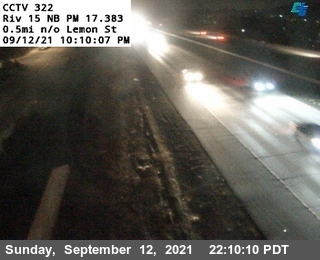 CCTV 322
Riv 15 NB PM 17.383
0.5mi n/o Lemon St
09/12/21 10:10:07 PM
Sunday, September 12, 2021 22:10:10 PDT